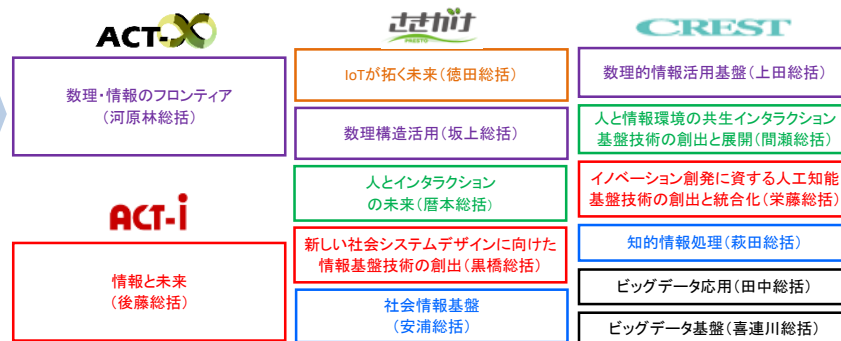 ACT-X
数理・情報のフロンティア
(河原林総括)
ACT-i
情報と未来
(後藤総括)
さきがけ
PRESTO
IoTが拓く未来(徳田総括)
数理構造活用(坂上総括)
人とインタラクション
の未来(暦本総括)
新しい社会システムデザインに向けた
情報基盤技術の創出(黒橋総括)
社会情報基盤
(安浦総括)
CREST
数理的情報活用基盤(上田総括)
人と情報環境の共生インタラクション
基盤技術の創出と展開(間瀬総括)
イノベーション創発に資する人工知能
基盤技術の創出と統合化(栄藤総括)
知的情報処理(萩田総括)
ビッグデータ応用(田中総括)
ビッグデータ基盤(喜連川総括)